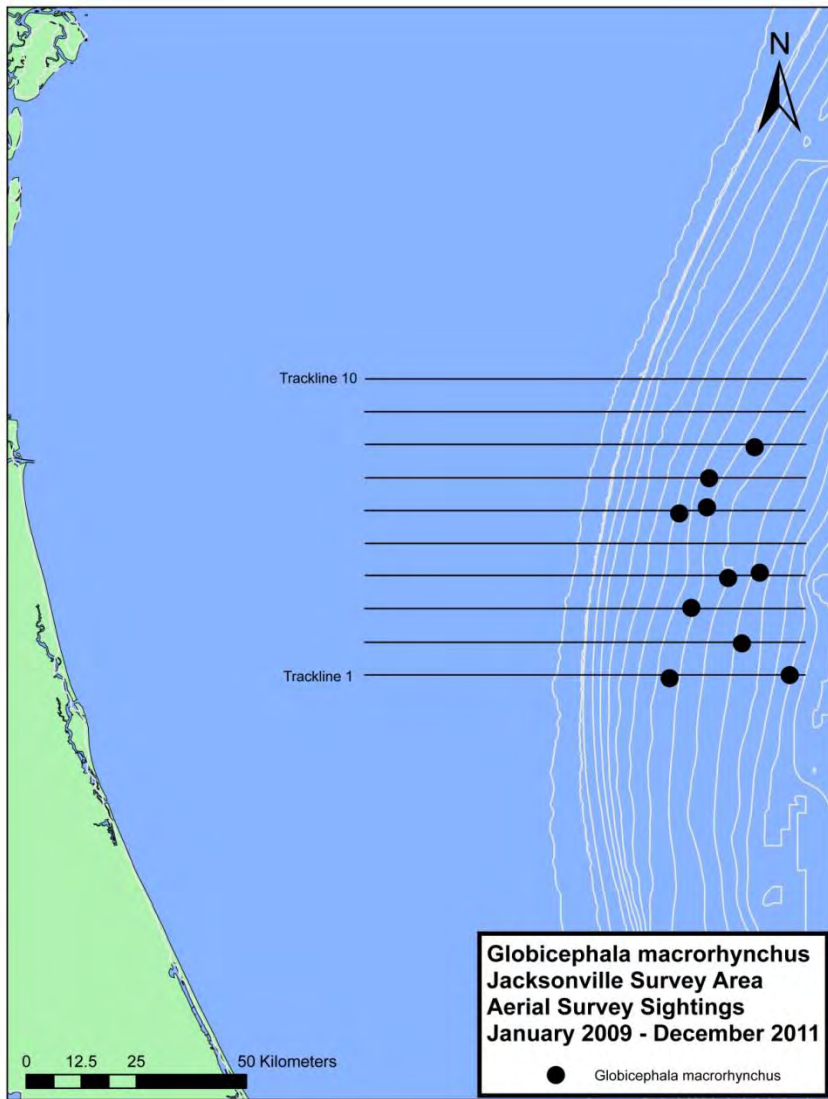 N
Trackline 10
Trackline 1
Globicephala macrorhynchus
Jacksonville Survey Area
Aerial Survey Sightings
January 2009 - December 2011
Globicephala macrorhynchus
0 12.5 25 50 Kilometers